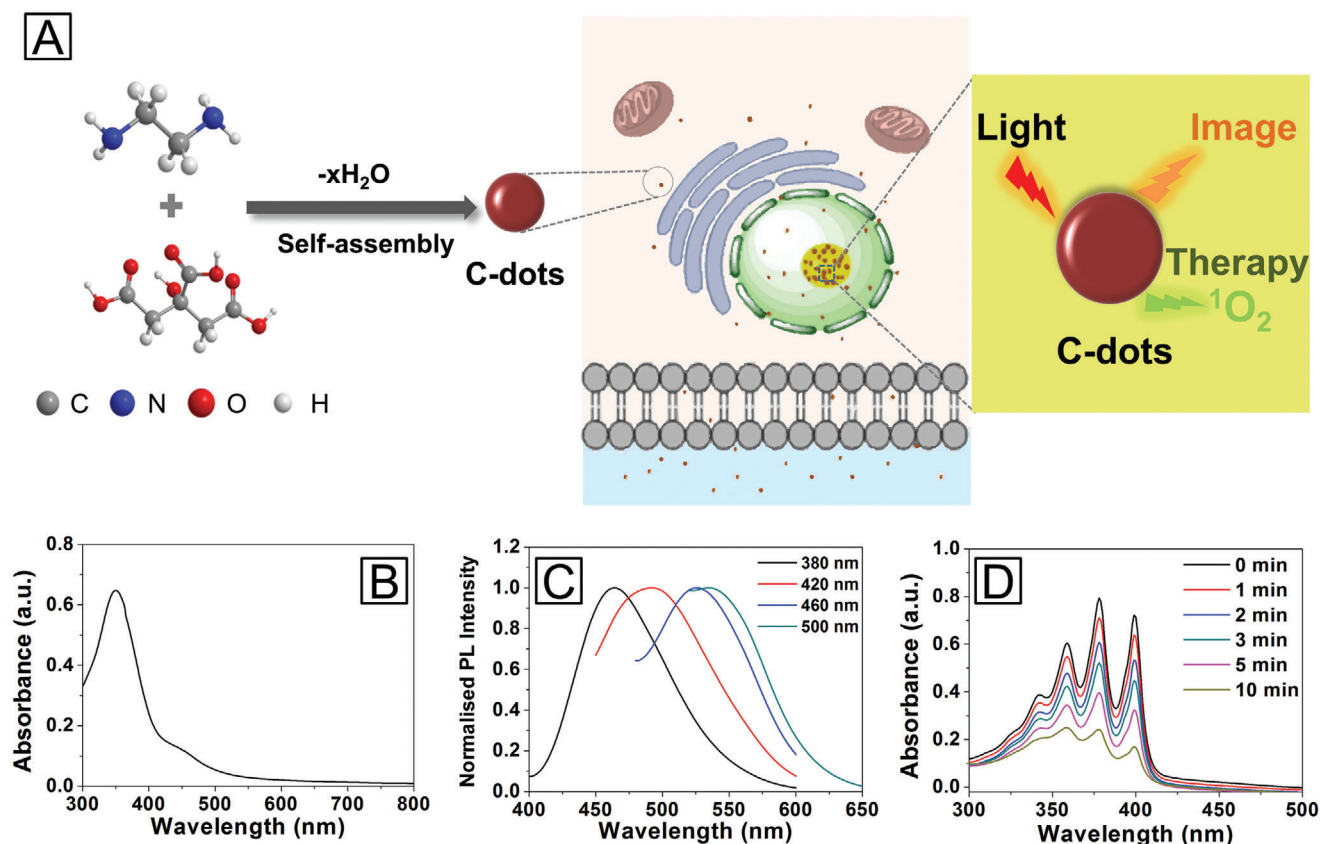 A
-xH₂O
Self-assembly
C-dots
C N O H
Light
Image
Therapy
¹O₂
C-dots
B
Absorbance (a.u.)
0.8
0.6
0.4
0.2
0.0
300 400 500 600 700 800
Wavelength (nm)
C
Normalised PL Intensity
1.2
1.0
0.8
0.6
0.4
0.2
0.0
400 450 500 550 600 650
Wavelength (nm)
380 nm
420 nm
460 nm
500 nm
D
Absorbance (a.u.)
1.0
0.8
0.6
0.4
0.2
0.0
300 350 400 450 500
Wavelength (nm)
0 min
1 min
2 min
3 min
5 min
10 min